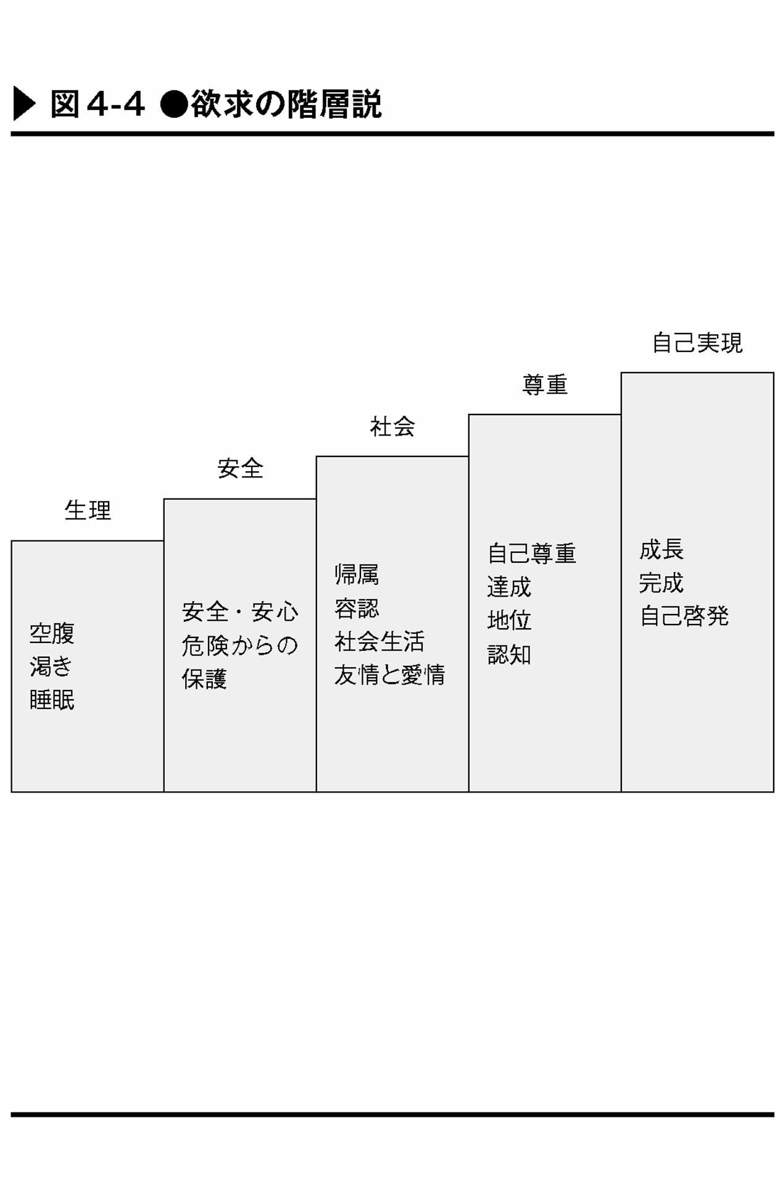 ▶ 図4-4 ●欲求の階層説
生理
空腹
渇き
睡眠
安全
安全・安心
危険からの
保護
社会
帰属
容認
社会生活
友情と愛情
尊重
自己尊重
達成
地位
認知
自己実現
成長
完成
自己啓発